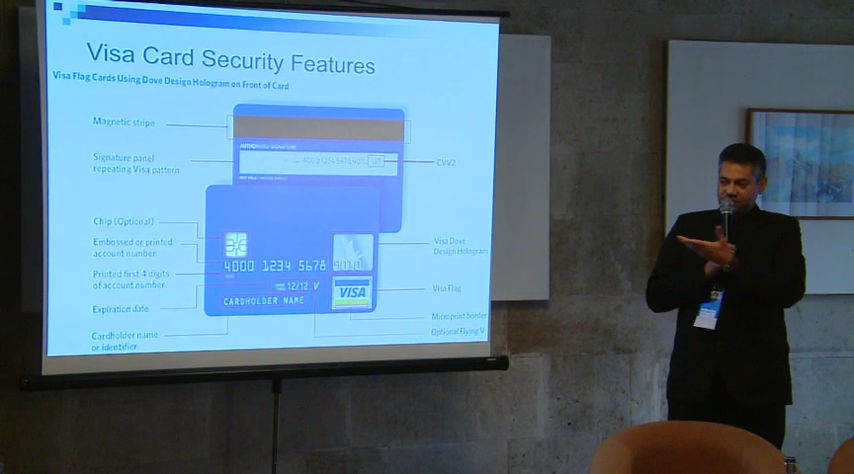 Visa Card Security Features
Visa Flag Cards Using Dove Design Hologram on Front of Card
Magnetic stripe
AUTHORIZED SIGNATURE
Signature panel
repeating Visa pattern
CVV2
Chip (Optional)
Embossed or printed
account number
Visa Dove
Design Hologram
4000 1234 5678
Printed first 4 digits
of account number
12/12 V
Visa Flag
VISA
CARDHOLDER NAME
Expiration date
Microprint border
Optional Flying V
Cardholder name
or identifier